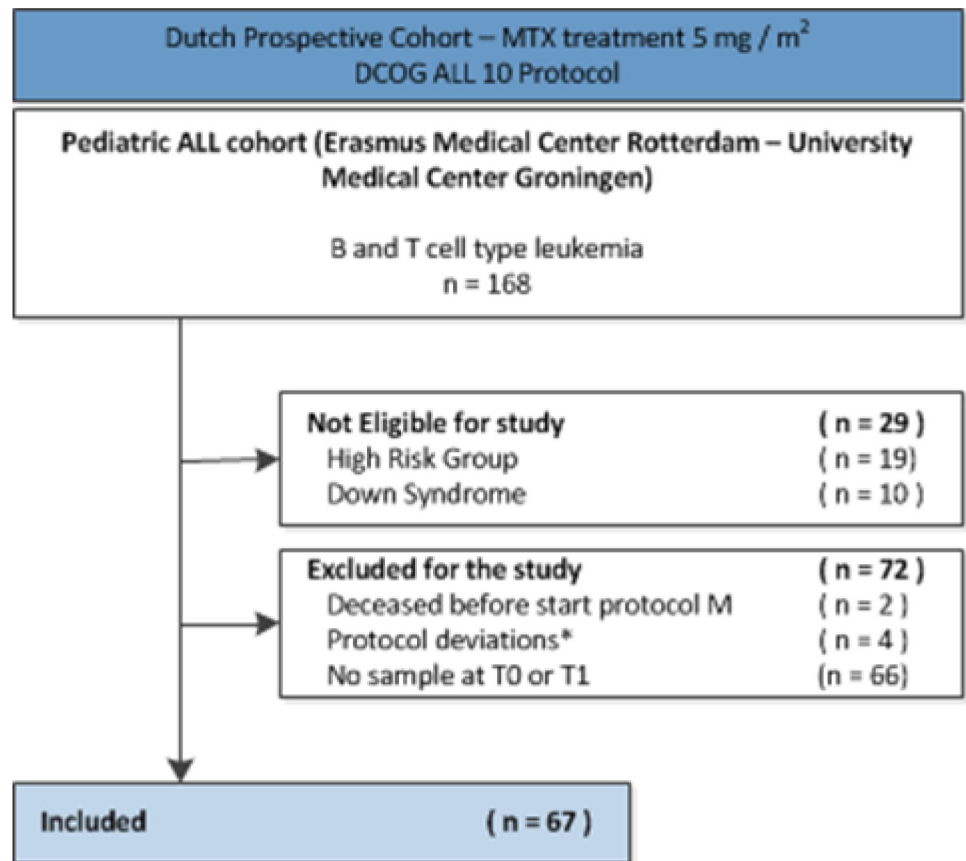 Dutch Prospective Cohort – MTX treatment 5 mg / m²
DCOG ALL 10 Protocol
Pediatric ALL cohort (Erasmus Medical Center Rotterdam – University
Medical Center Groningen)
B and T cell type leukemia
n = 168
Not Eligible for study ( n = 29 )
High Risk Group ( n = 19)
Down Syndrome ( n = 10 )
Excluded for the study ( n = 72 )
Deceased before start protocol M ( n = 2 )
Protocol deviations* ( n = 4 )
No sample at T0 or T1 (n = 66)
Included ( n = 67 )